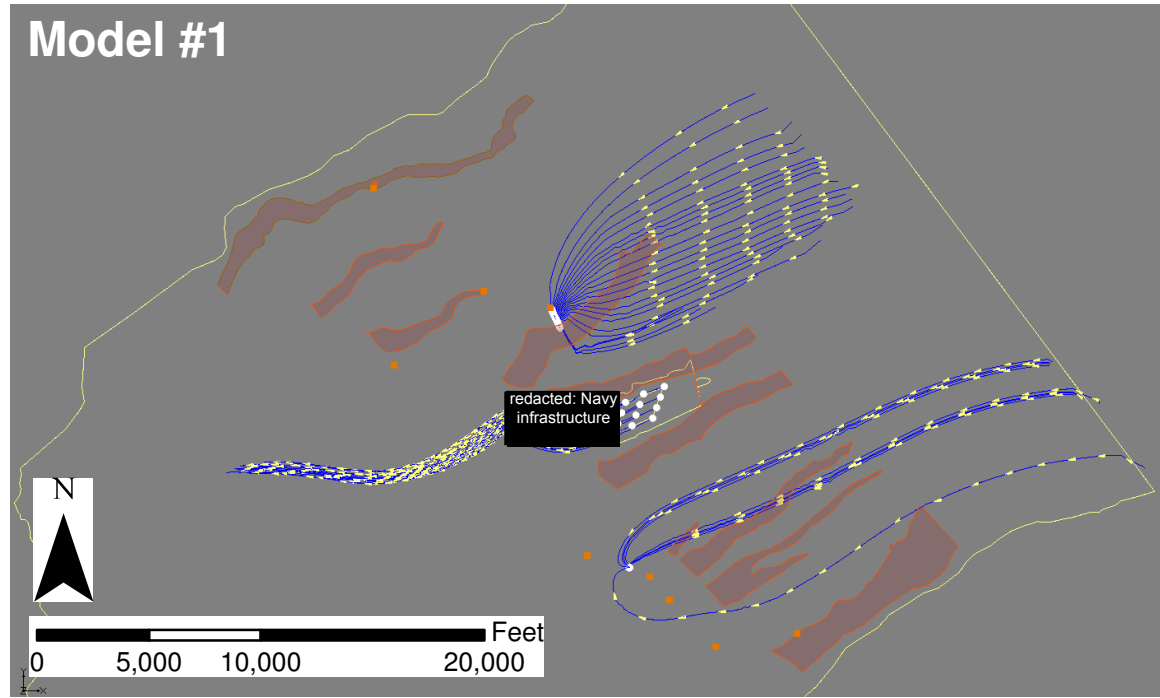 Model #1
redacted: Navy
infrastructure
N
Feet
0 5,000 10,000 20,000
Y
Z X